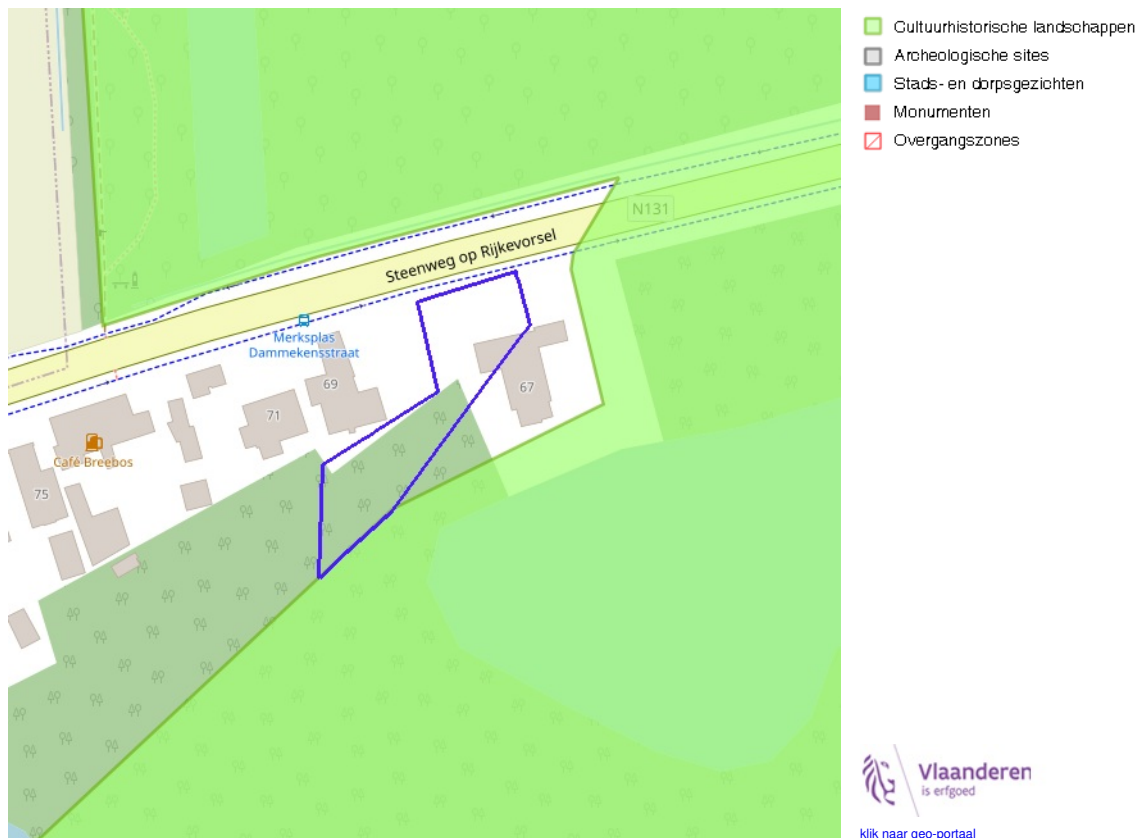 Cultuurhistorische landschappen
Archeologische sites
Stads- en dorpsgezichten
Monumenten
Overgangszones
N131
Steenweg op Rijkevorsel
Merksplas
Dammekensstraat
69
67
71
Café Breebos
75
Vlaanderen
is erfgoed
klik naar geo-portaal